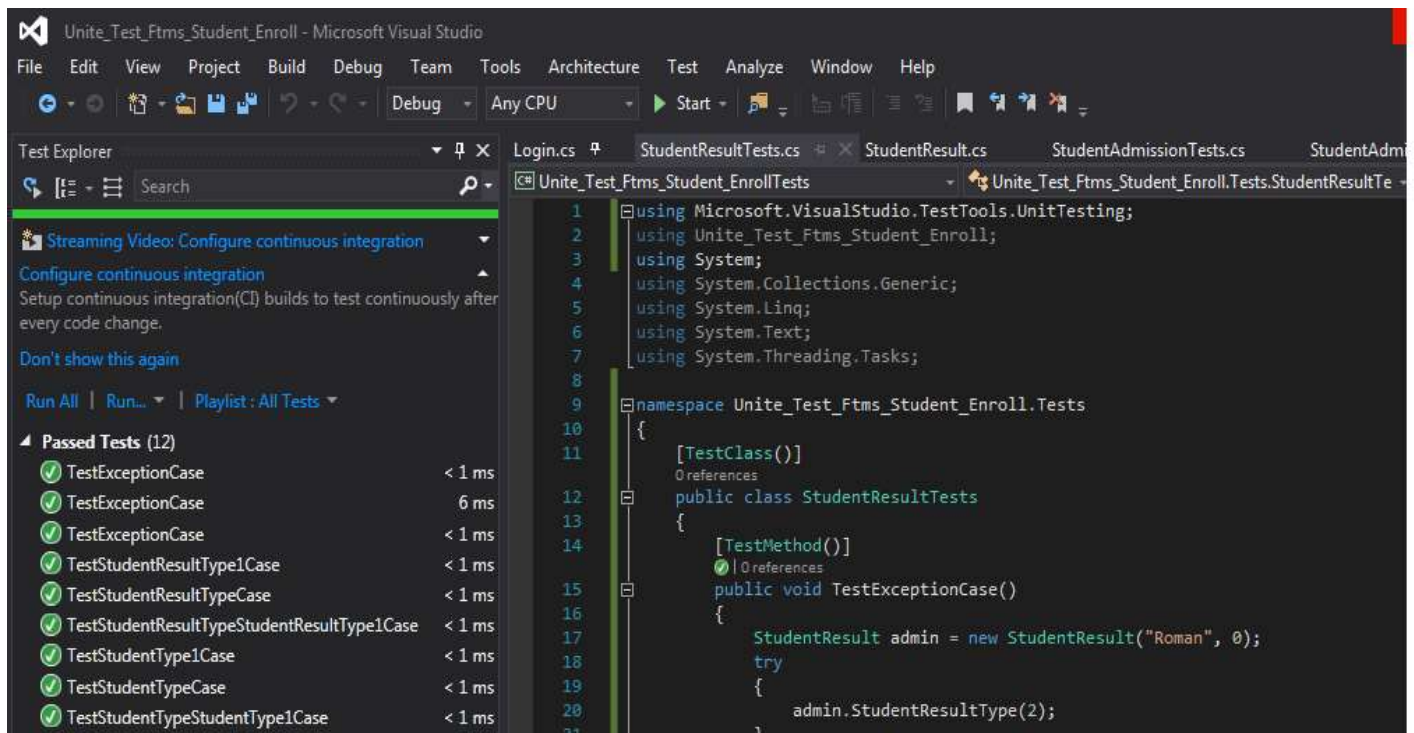 Unite_Test_Ftms_Student_Enroll - Microsoft Visual Studio
File Edit View Project Build Debug Team Tools Architecture Test Analyze Window Help
Debug Any CPU Start
Test Explorer
Search
Streaming Video: Configure continuous integration
Configure continuous integration
Setup continuous integration(CI) builds to test continuously after
every code change.
Don't show this again
Run All | Run... | Playlist : All Tests
Passed Tests (12)
TestExceptionCase < 1 ms
TestExceptionCase 6 ms
TestExceptionCase < 1 ms
TestStudentResultType1Case < 1 ms
TestStudentResultTypeCase < 1 ms
TestStudentResultTypeStudentResultType1Case < 1 ms
TestStudentType1Case < 1 ms
TestStudentTypeCase < 1 ms
TestStudentTypeStudentType1Case < 1 ms
Login.cs StudentResultTests.cs StudentResult.cs StudentAdmissionTests.cs StudentAdmi
C# Unite_Test_Ftms_Student_EnrollTests Unite_Test_Ftms_Student_Enroll.Tests.StudentResultTe
1 using Microsoft.VisualStudio.TestTools.UnitTesting;
2 using Unite_Test_Ftms_Student_Enroll;
3 using System;
4 using System.Collections.Generic;
5 using System.Linq;
6 using System.Text;
7 using System.Threading.Tasks;
8
9 namespace Unite_Test_Ftms_Student_Enroll.Tests
10 {
11 [TestClass()]
0 references
12 public class StudentResultTests
13 {
14 [TestMethod()]
| 0 references
15 public void TestExceptionCase()
16 {
17 StudentResult admin = new StudentResult("Roman", 0);
18 try
19 {
20 admin.StudentResultType(2);
21 }